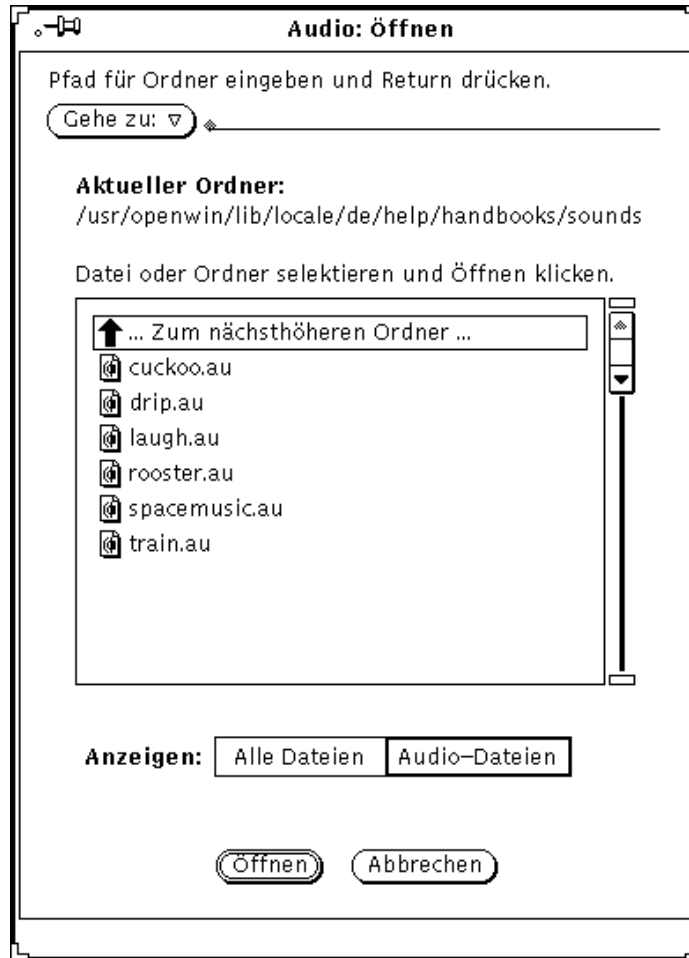 Audio: Öffnen
Pfad für Ordner eingeben und Return drücken.
Gehe zu:
Aktueller Ordner:
/usr/openwin/lib/locale/de/help/handbooks/sounds
Datei oder Ordner selektieren und Öffnen klicken.
... Zum nächsthöheren Ordner ...
cuckoo.au
drip.au
laugh.au
rooster.au
spacemusic.au
train.au
Anzeigen: Alle Dateien Audio–Dateien
Öffnen Abbrechen